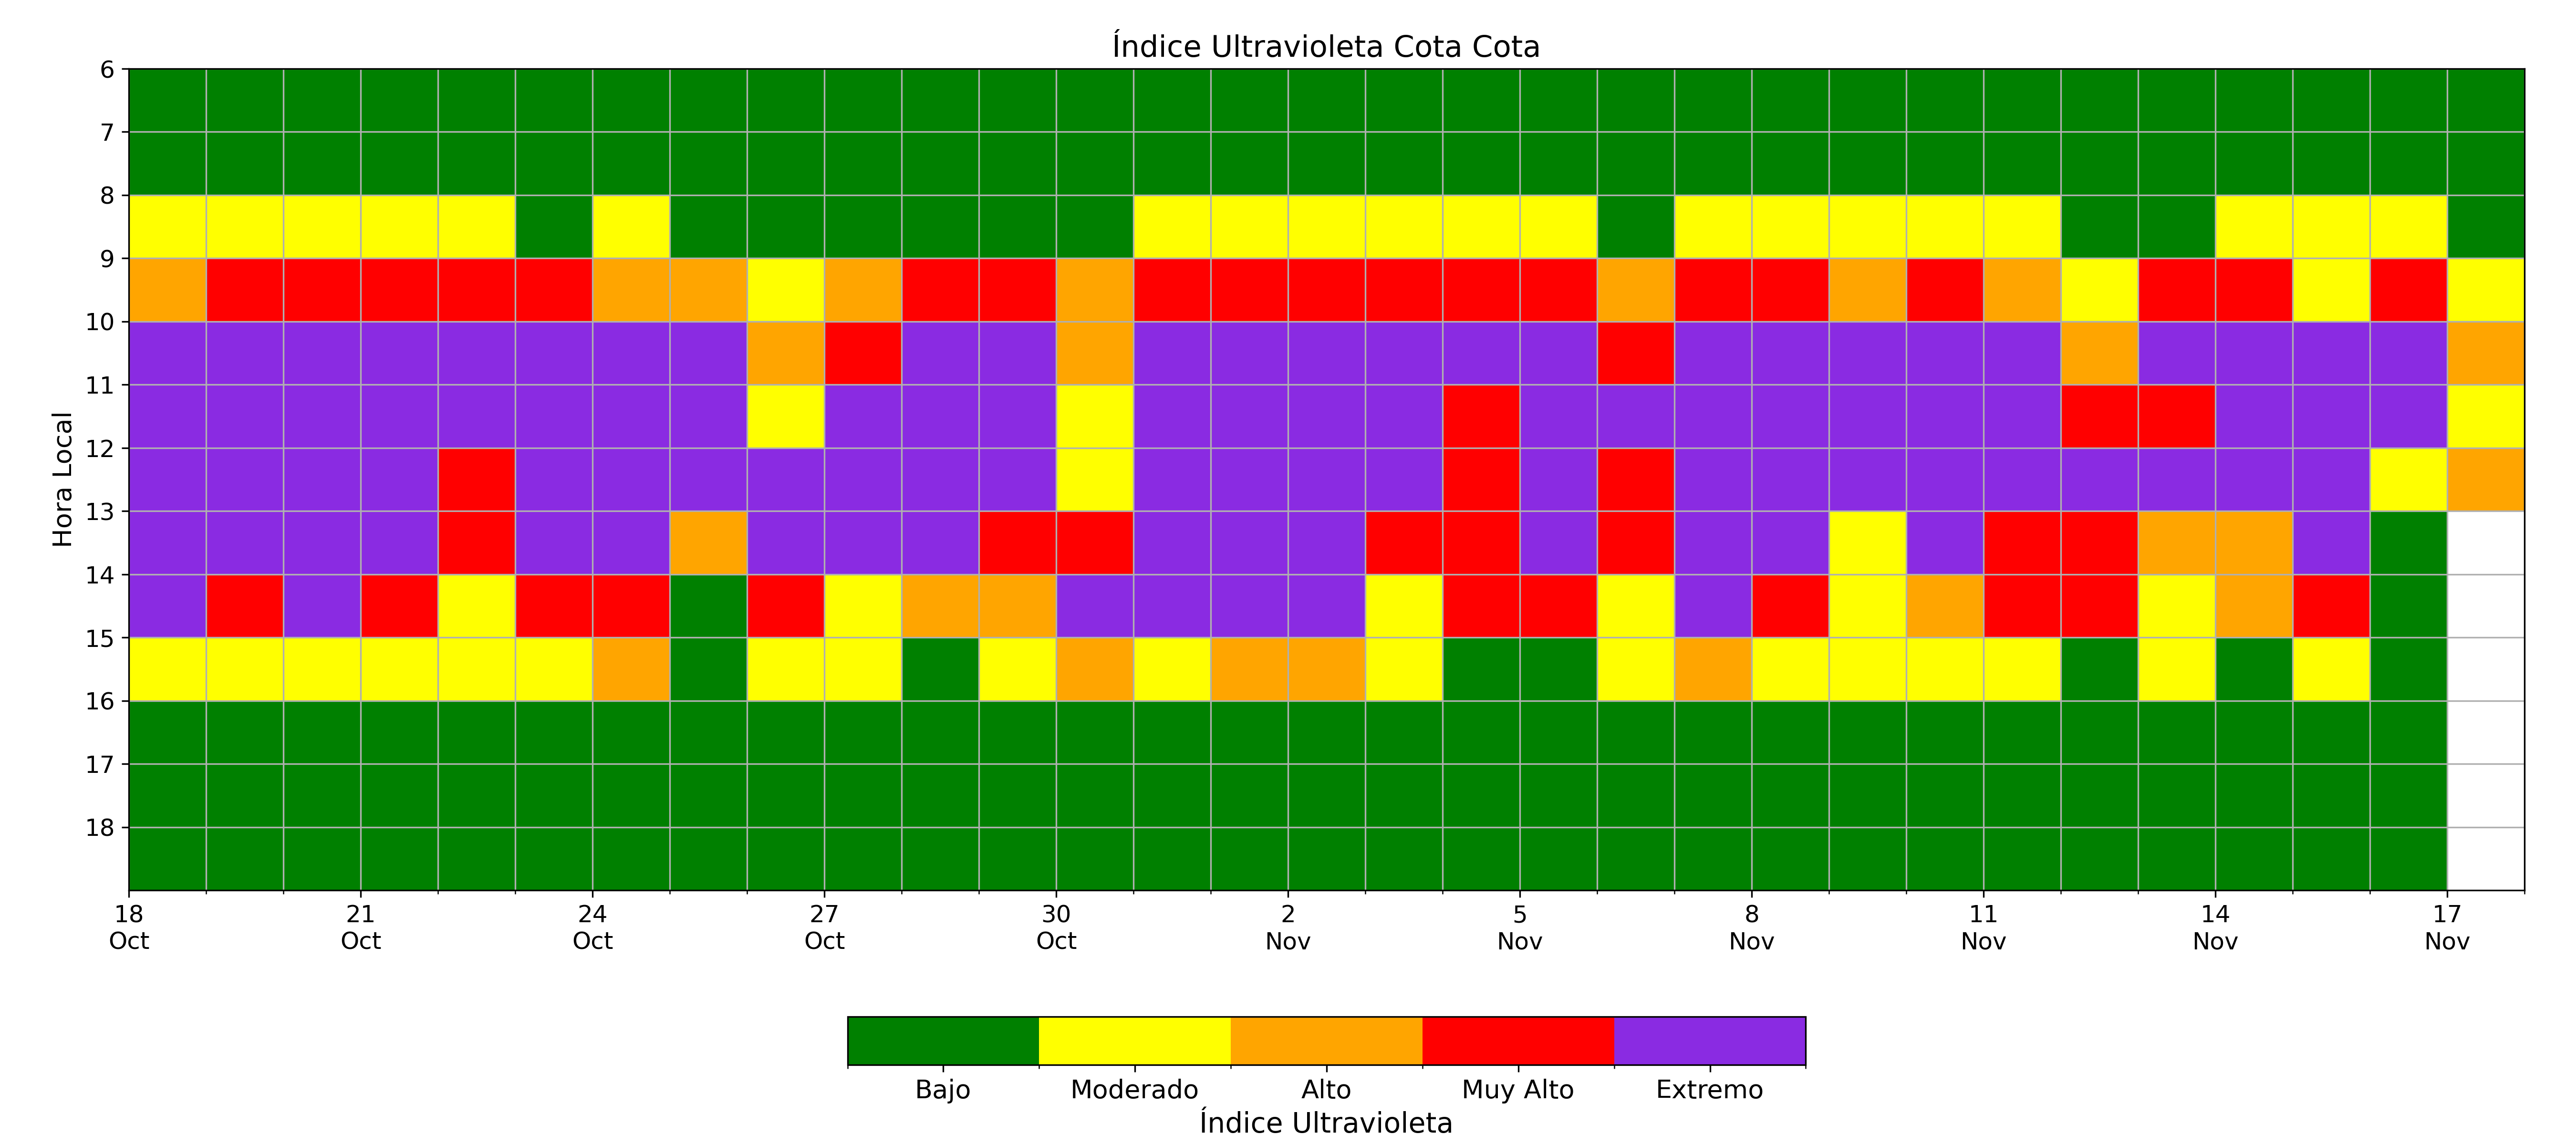 Índice Ultravioleta Cota Cota
6
7
8
9
10
11
12
13
14
15
16
17
18
Hora Local
18 21 24 27 30 2 5 8 11 14 117
Oct Oct Oct Oct Oct Nov Nov Nov Nov Nov Nov
Bajo Moderado Alto Muy Alto Extremo
Índice Ultravioleta